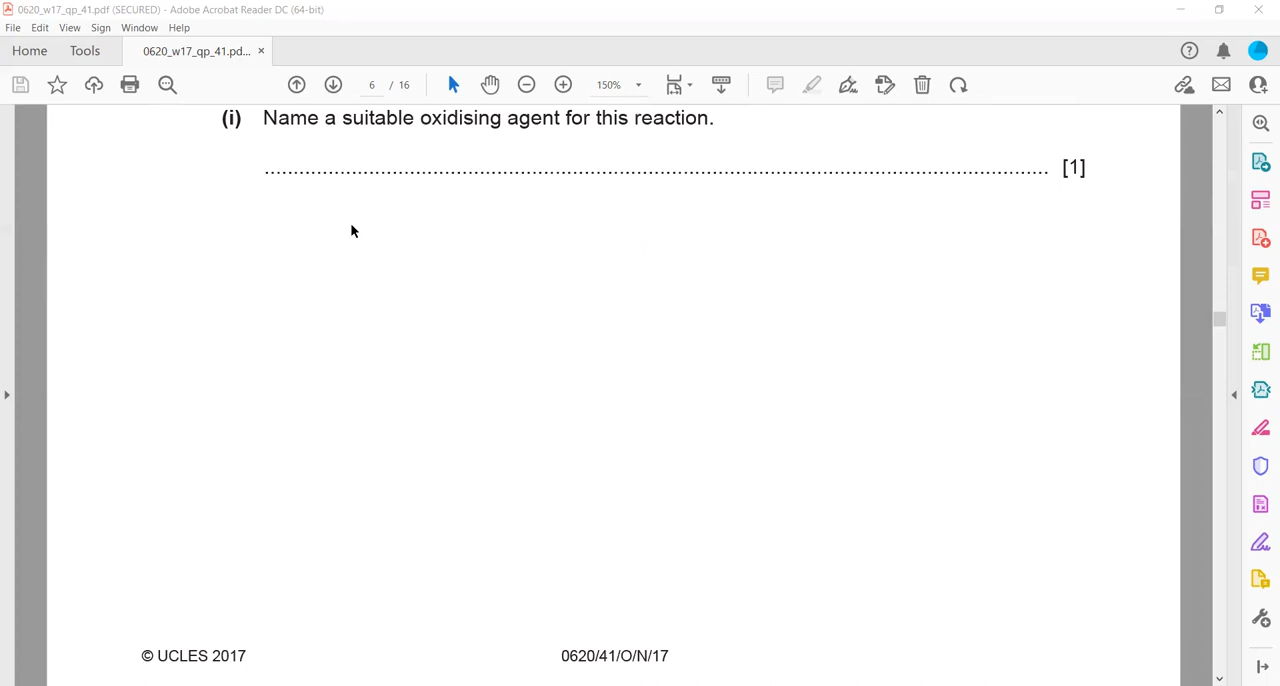 0620_w17_qp_41.pdf (SECURED) - Adobe Acrobat Reader DC (64-bit)
File Edit View Sign Window Help
Home Tools 0620_w17_qp_41.pd... ×
6 / 16 150%
(i) Name a suitable oxidising agent for this reaction.
.......................................................................................................................................... [1]
© UCLES 2017 0620/41/O/N/17